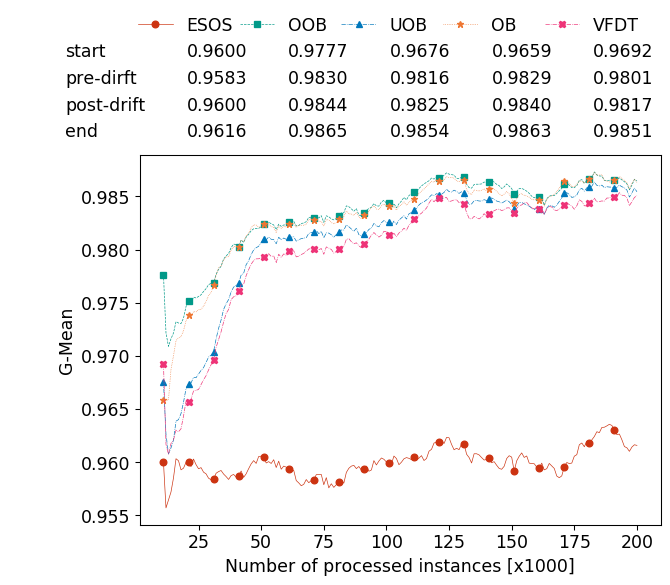 ESOS OOB UOB OB VFDT
start 0.9600 0.9777 0.9676 0.9659 0.9692
pre-dirft 0.9583 0.9830 0.9816 0.9829 0.9801
post-drift 0.9600 0.9844 0.9825 0.9840 0.9817
end 0.9616 0.9865 0.9854 0.9863 0.9851
0.985
0.980
0.975
0.970
0.965
0.960
0.955
G-Mean
25 50 75 100 125 150 175 200
Number of processed instances [x1000]